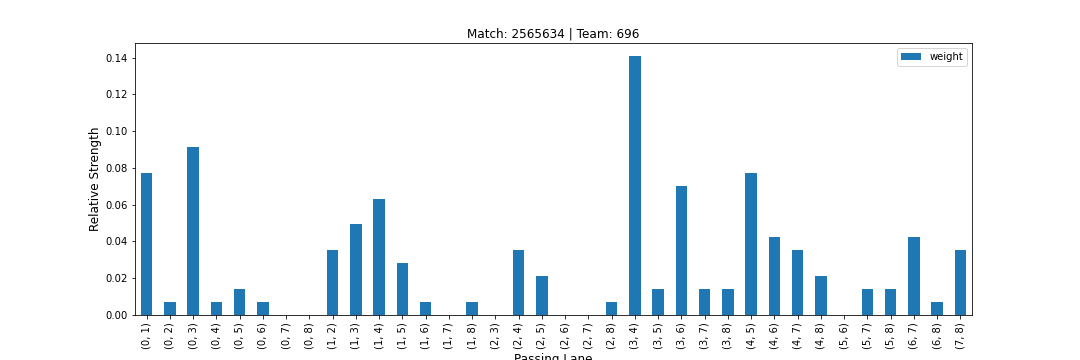 Match: 2565634 | Team: 696
weight
Relative Strength
0.14
0.12
0.10
0.08
0.06
0.04
0.02
0.00
(0, 1) (0, 2) (0, 3) (0, 4) (0, 5) (0, 6) (0, 7) (0, 8) (1, 2) (1, 3) (1, 4) (1, 5) (1, 6) (1, 7) (1, 8) (2, 3) (2, 4) (2, 5) (2, 6) (2, 7) (2, 8) (3, 4) (3, 5) (3, 6) (3, 7) (3, 8) (4, 5) (4, 6) (4, 7) (4, 8) (5, 6) (5, 7) (5, 8) (6, 7) (6, 8) (7, 8)
Passing Lane